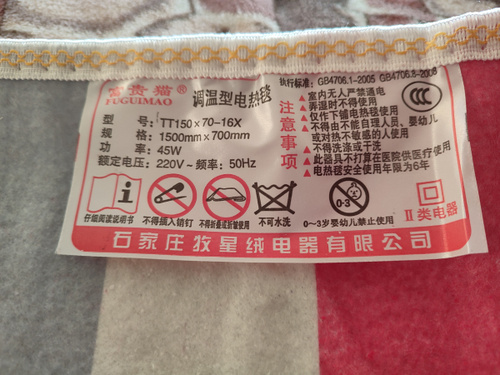 富贵猫®
FUGUIMAO
调温型电热毯
执行标准: GB4706.1-2005 GB4706.8-2008
型 号: TT150×70-16X
规 格: 1500mm×700mm
功 率: 45W
额定电压: 220V~ 频率: 50Hz
注意事项
×室内无人严禁通电
×弄湿时不得使用
×仅作下铺电热毯使用
×不得由不能自理人员、婴幼儿
或对热不敏感的人使用
×不得洗涤或干洗
×此器具不打算在医院供医疗使用
×电热毯安全使用年限为6年
CCC
仔细阅读说明书
不得插入销钉
不得折叠或折皱使用
不可水洗
0-3
0~3岁婴幼儿禁止使用
II类电器
石家庄牧星绒电器有限公司